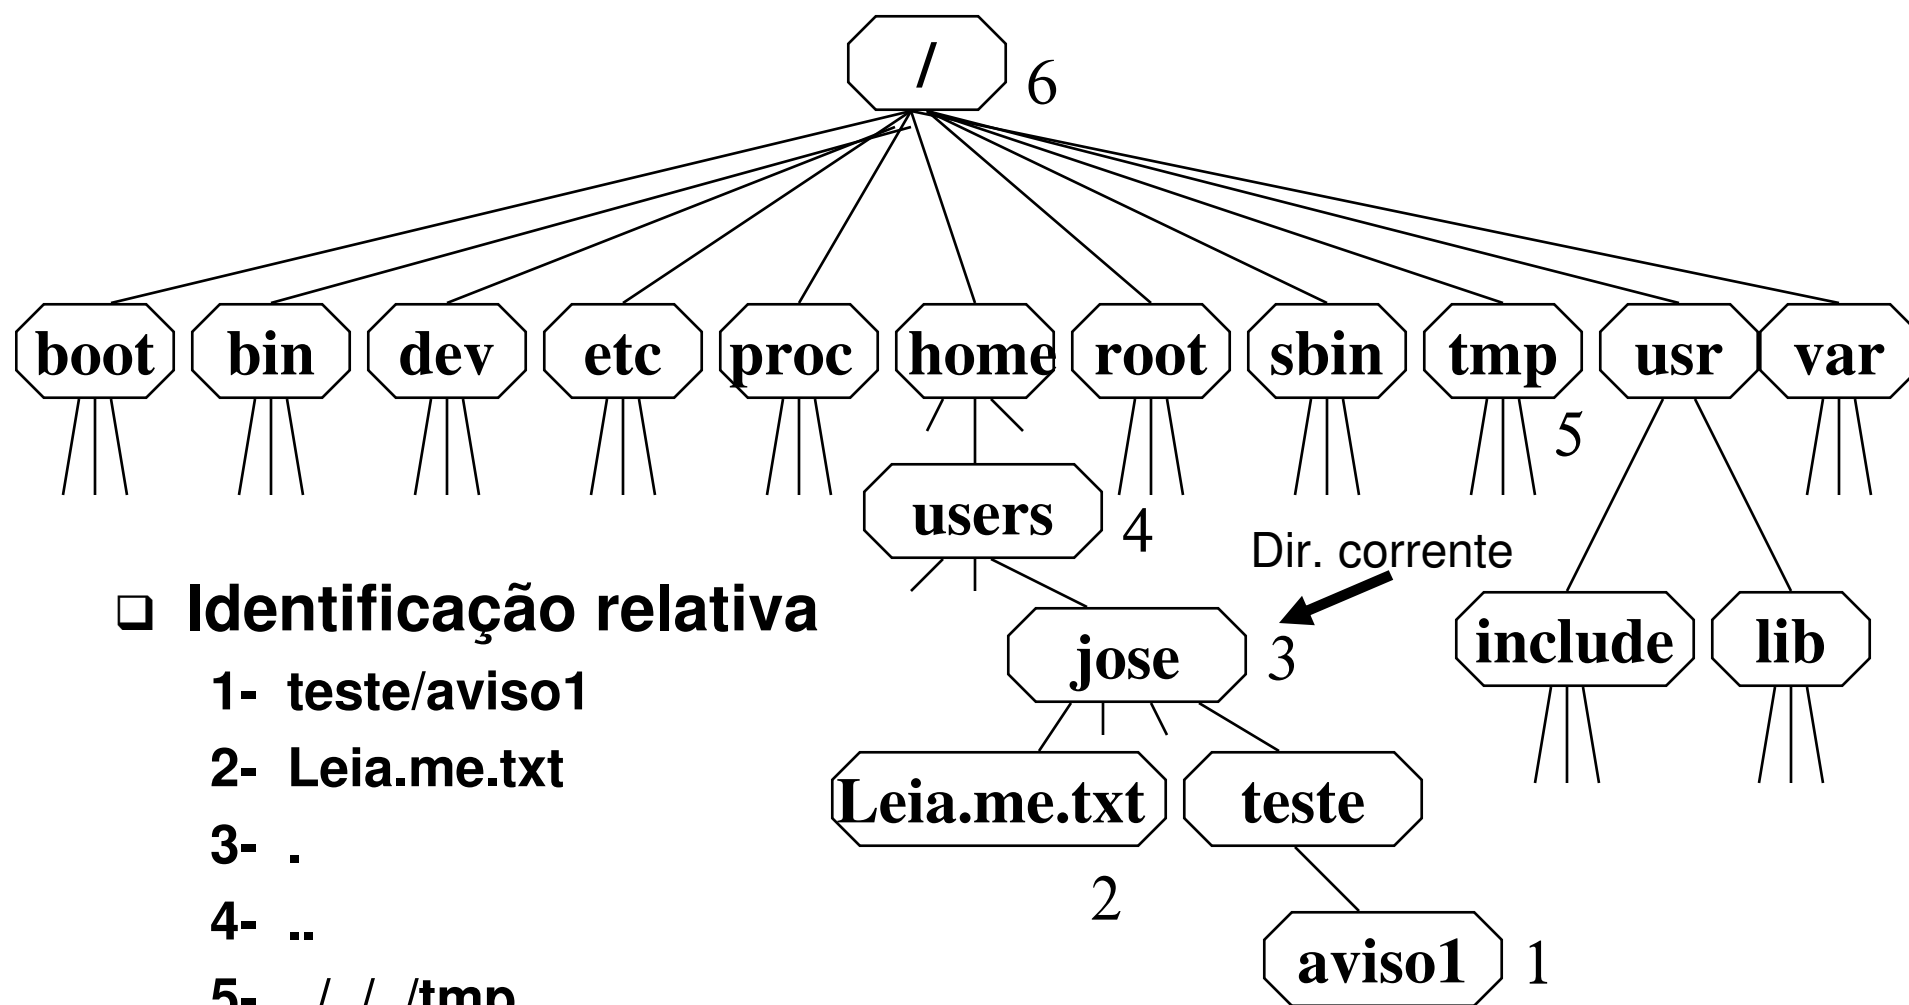 /
6
boot bin dev etc proc home root sbin tmp usr var
5
users
4
Dir. corrente
❑ Identificação relativa
jose
3
include lib
1- teste/aviso1
2- Leia.me.txt
Leia.me.txt teste
3- .
2
4- ..
aviso1 1
5- ../../../tmp